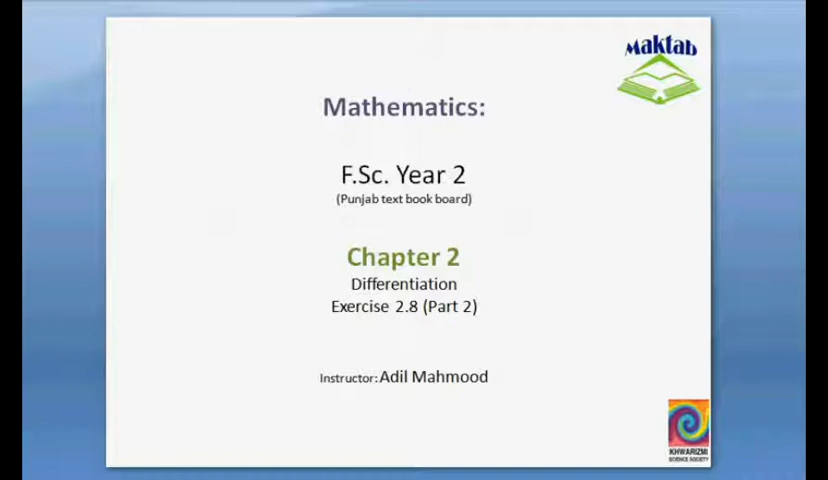 Maktab
Mathematics:
F.Sc. Year 2
(Punjab text book board)
Chapter 2
Differentiation
Exercise 2.8 (Part 2)
Instructor: Adil Mahmood
KHWARIZMI
SCIENCE SOCIETY